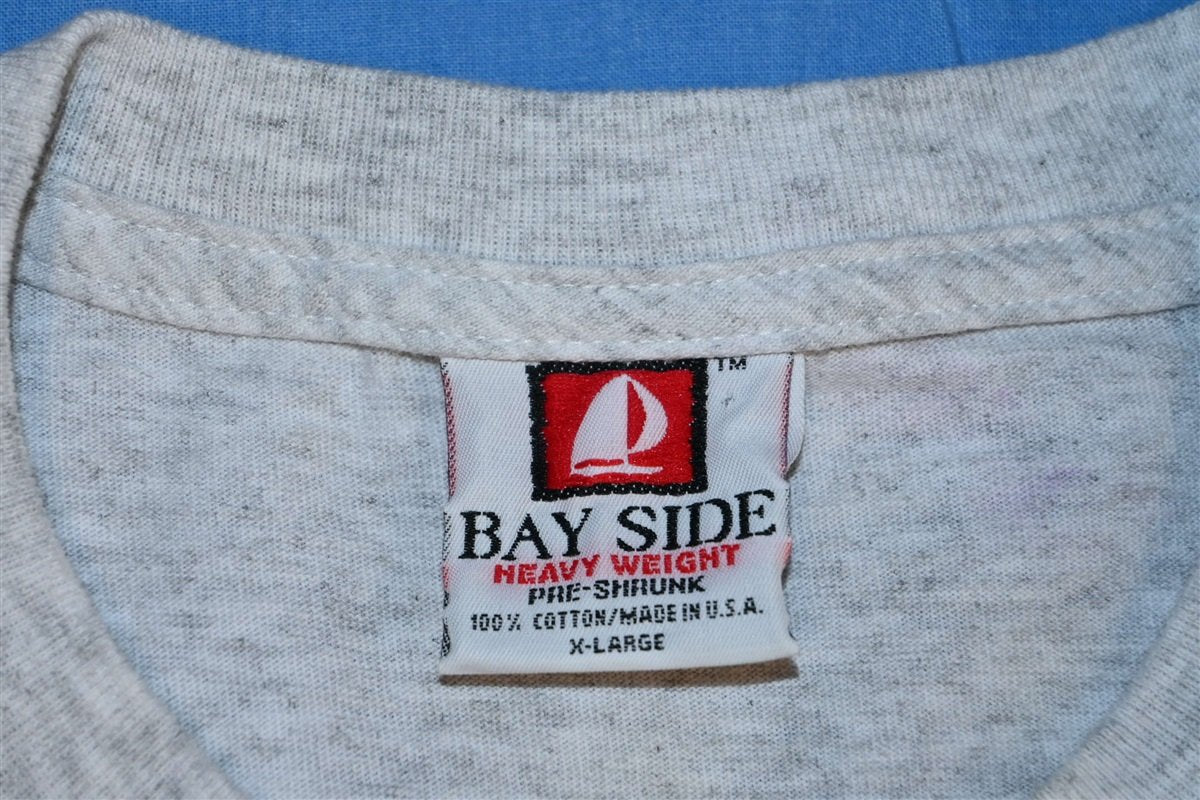 TM
BAY SIDE
HEAVY WEIGHT
PRE-SHRUNK
100% COTTON/MADE IN U.S.A.
X-LARGE